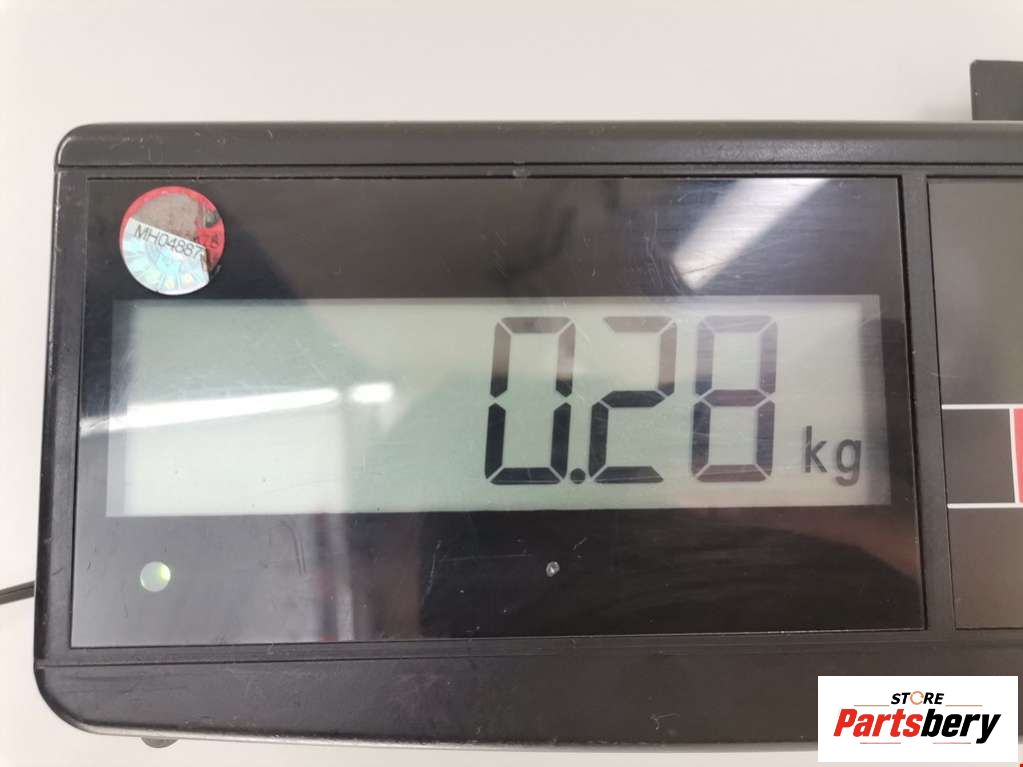 MH04887
0.28 kg
STORE
Partsbery